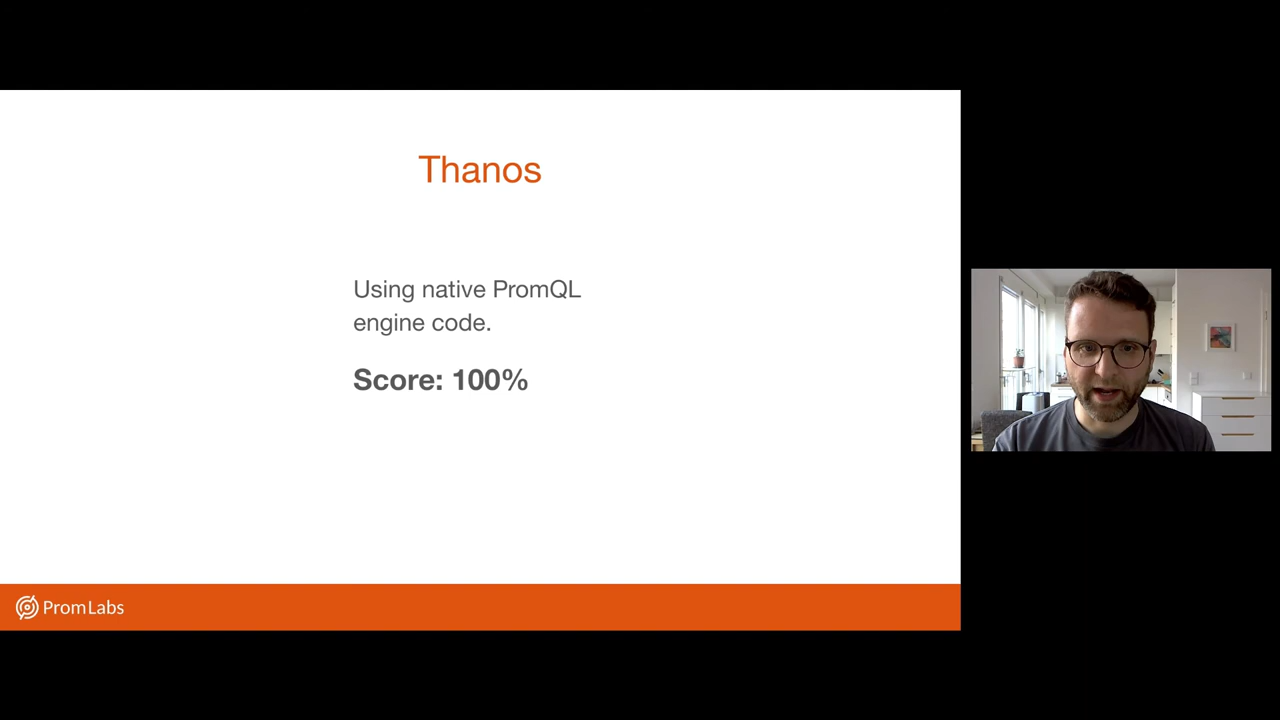 Thanos
Using native PromQL
engine code.
Score: 100%
PromLabs